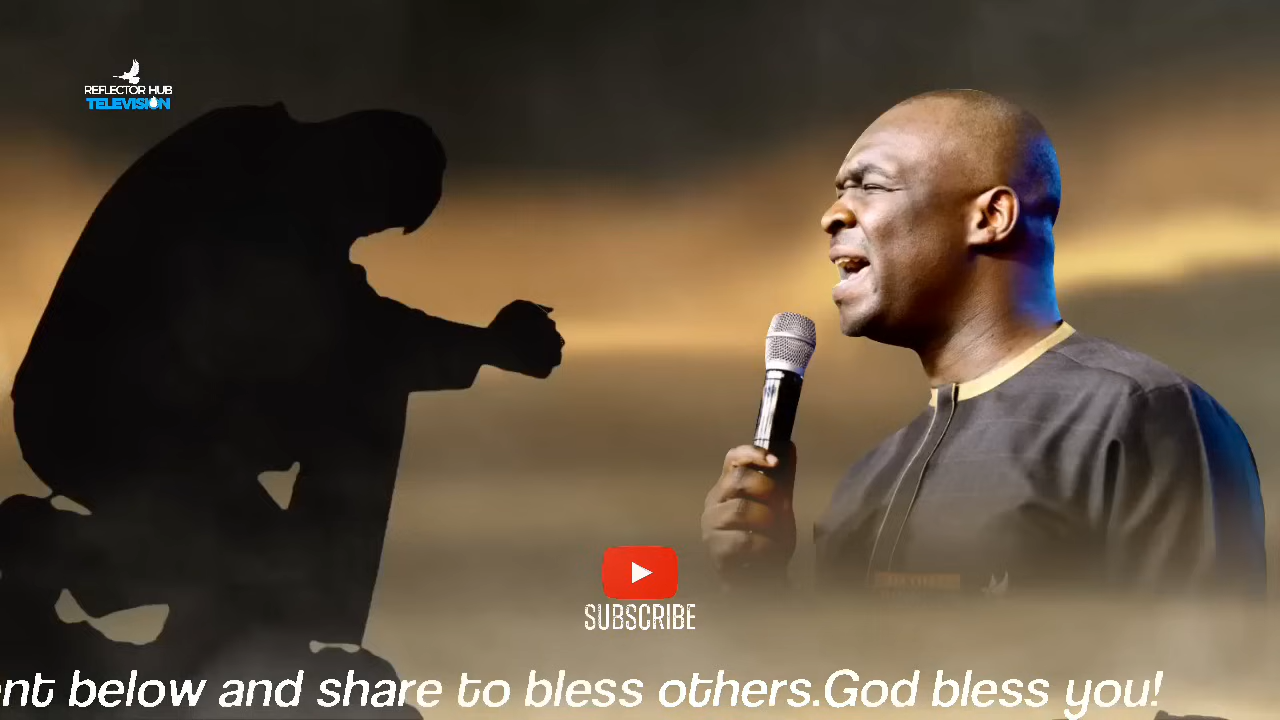 REFLECTOR HUB
TELEVISION
SUBSCRIBE
nt below and share to bless others.God bless you!